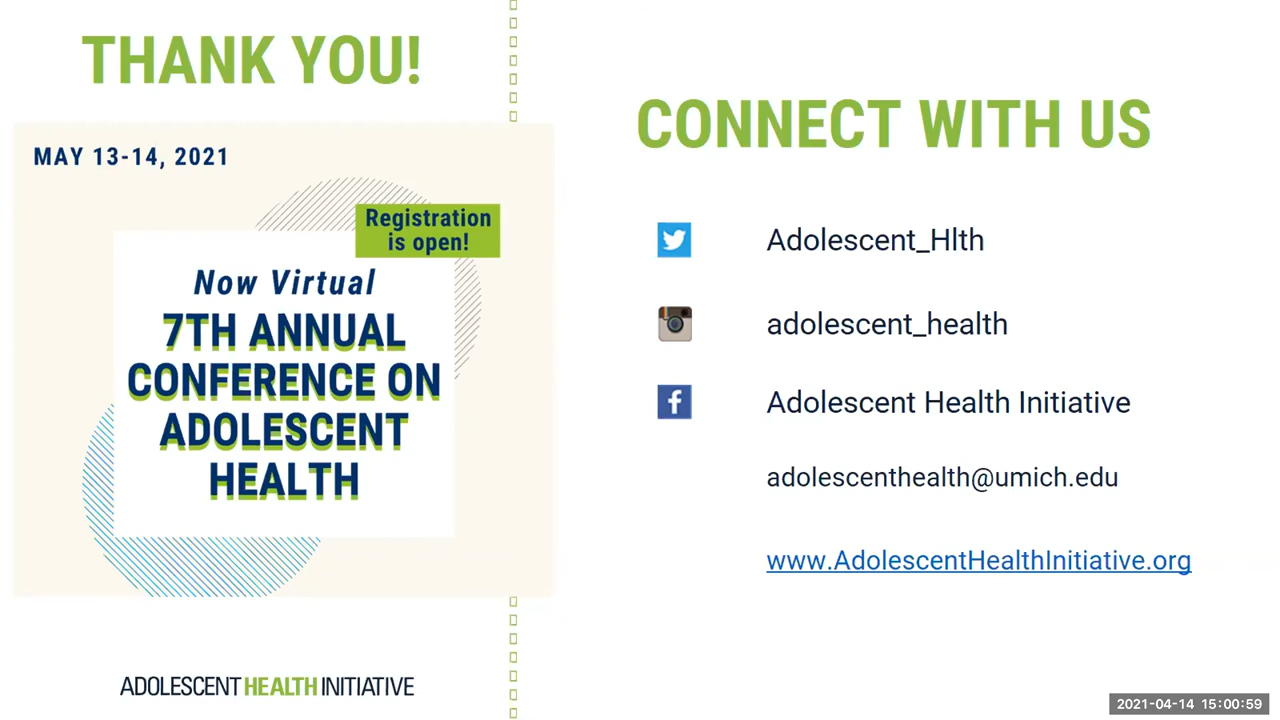 THANK YOU!
MAY 13-14, 2021
Registration
is open!
Now Virtual
7TH ANNUAL
CONFERENCE ON
ADOLESCENT
HEALTH
ADOLESCENT HEALTH INITIATIVE
CONNECT WITH US
Adolescent_Hlth
adolescent_health
Adolescent Health Initiative
adolescenthealth@umich.edu
www.AdolescentHealthInitiative.org
2021-04-14 15:00:59